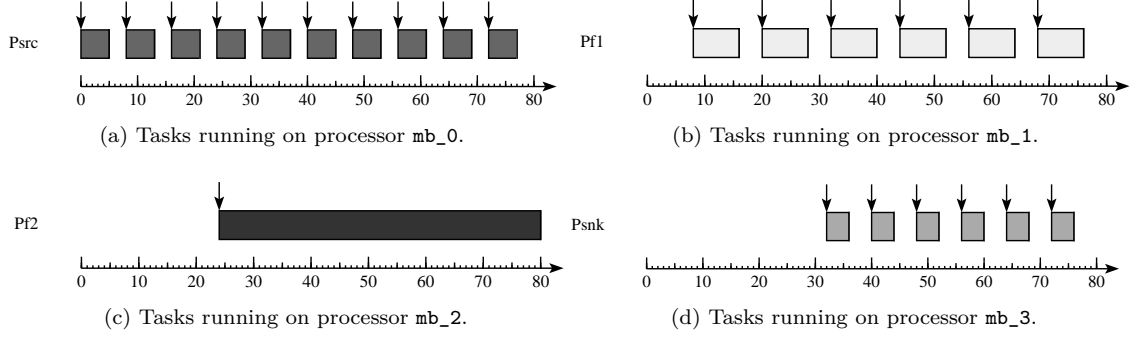 Psrc
0 10 20 30 40 50 60 70 80
(a) Tasks running on processor mb_0.
Pf1
0 10 20 30 40 50 60 70 80
(b) Tasks running on processor mb_1.
Pf2
0 10 20 30 40 50 60 70 80
(c) Tasks running on processor mb_2.
Psnk
0 10 20 30 40 50 60 70 80
(d) Tasks running on processor mb_3.